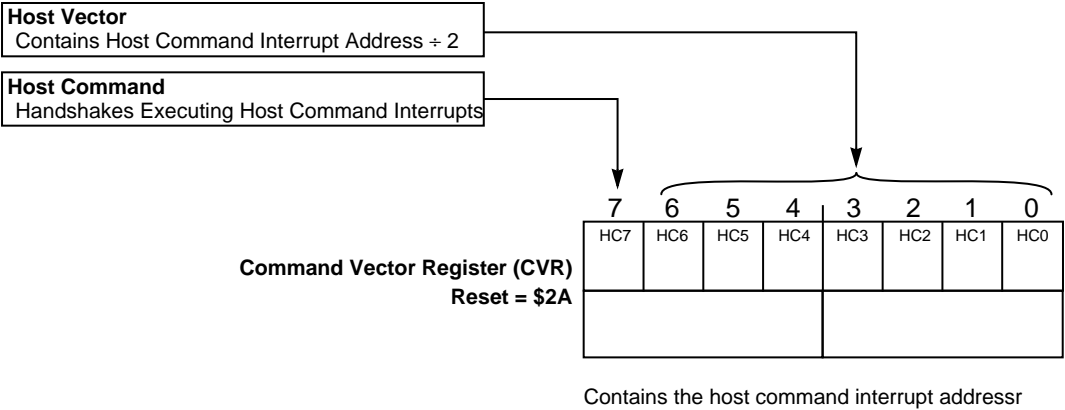 Host Vector
Contains Host Command Interrupt Address ÷ 2
Host Command
Handshakes Executing Host Command Interrupts
7 6 5 4 3 2 1 0
HC7 HC6 HC5 HC4 HC3 HC2 HC1 HC0
Command Vector Register (CVR)
Reset = $2A
Contains the host command interrupt addressr